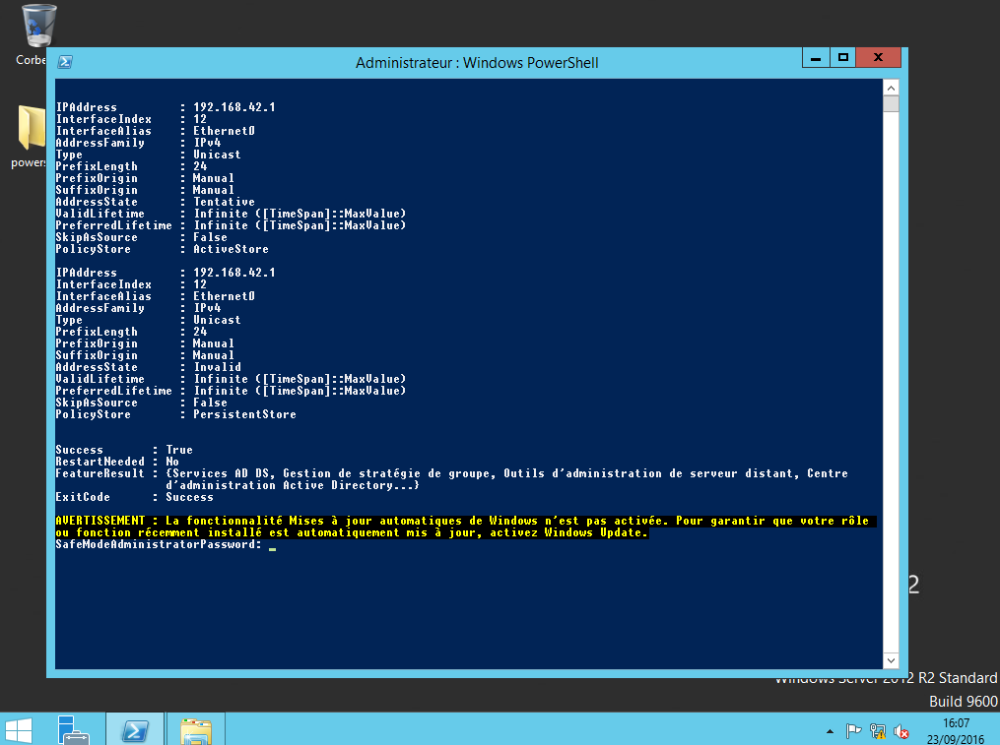 Corbe
Administrateur : Windows PowerShell
powers
IPAddress : 192.168.42.1
InterfaceIndex : 12
InterfaceAlias : Ethernet0
AddressFamily : IPv4
Type : Unicast
PrefixLength : 24
PrefixOrigin : Manual
SuffixOrigin : Manual
AddressState : Tentative
ValidLifetime : Infinite ([TimeSpan]::MaxValue)
PreferredLifetime : Infinite ([TimeSpan]::MaxValue)
SkipAsSource : False
PolicyStore : ActiveStore
IPAddress : 192.168.42.1
InterfaceIndex : 12
InterfaceAlias : Ethernet0
AddressFamily : IPv4
Type : Unicast
PrefixLength : 24
PrefixOrigin : Manual
SuffixOrigin : Manual
AddressState : Invalid
ValidLifetime : Infinite ([TimeSpan]::MaxValue)
PreferredLifetime : Infinite ([TimeSpan]::MaxValue)
SkipAsSource : False
PolicyStore : PersistentStore
Success : True
RestartNeeded : No
FeatureResult : {Services AD DS, Gestion de stratégie de groupe, Outils d'administration de serveur distant, Centre
d'administration Active Directory...}
ExitCode : Success
AVERTISSEMENT : La fonctionnalité Mises à jour automatiques de Windows n'est pas activée. Pour garantir que votre rôle
ou fonction récemment installé est automatiquement mis à jour, activez Windows Update.
SafeModeAdministratorPassword: _
2
Windows Server 2012 R2 Standard
Build 9600
16:07
23/09/2016